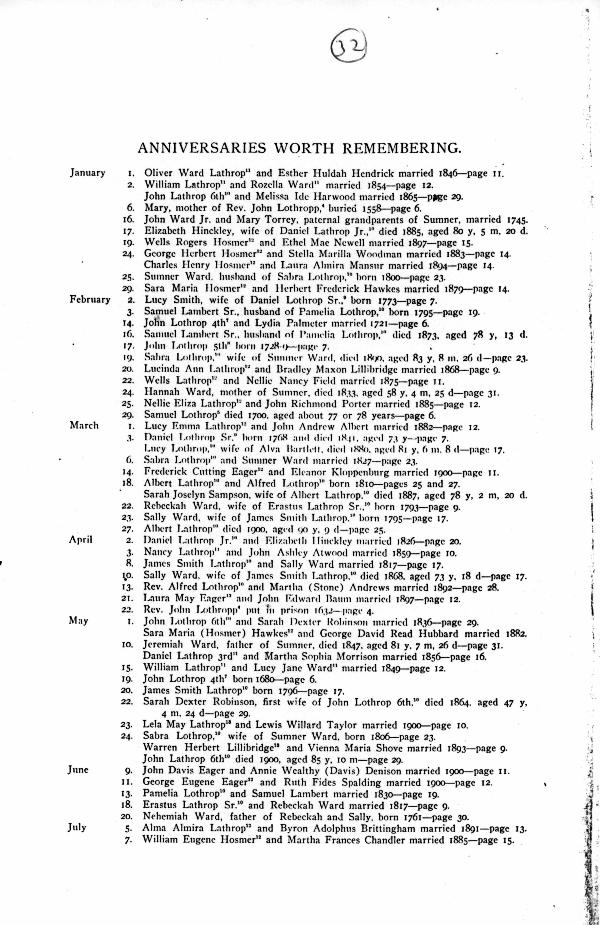 32
ANNIVERSARIES WORTH REMEMBERING.
January 1. Oliver Ward Lathrop¹¹ and Esther Huldah Hendrick married 1846—page 11.
2. William Lathrop¹¹ and Rozella Ward¹¹ married 1854—page 12.
John Lathrop 6th¹⁰ and Melissa Ide Harwood married 1865—page 29.
6. Mary, mother of Rev. John Lothropp,⁴ buried 1558—page 6.
16. John Ward Jr. and Mary Torrey, paternal grandparents of Sumner, married 1745.
17. Elizabeth Hinckley, wife of Daniel Lathrop Jr.,¹⁰ died 1885, aged 80 y, 5 m, 20 d.
19. Wells Rogers Hosmer¹² and Ethel Mae Newell married 1897—page 15.
24. George Herbert Hosmer¹² and Stella Marilla Woodman married 1883—page 14.
Charles Henry Hosmer¹² and Laura Almira Mansur married 1894—page 14.
25. Sumner Ward, husband of Sabra Lothrop,¹⁰ born 1800—page 23.
29. Sara Maria Hosmer¹² and Herbert Frederick Hawkes married 1879—page 14.
February 2. Lucy Smith, wife of Daniel Lothrop Sr.,⁹ born 1773—page 7.
3. Samuel Lambert Sr., husband of Pamelia Lothrop,¹⁰ born 1795—page 19.
14. John Lothrop 4th⁷ and Lydia Palmeter married 1721—page 6.
16. Samuel Lambert Sr., husband of Pamelia Lothrop,¹⁰ died 1873, aged 78 y, 13 d.
17. John Lothrop 5th⁸ born 1728-9—page 7.
19. Sabra Lothrop,¹⁰ wife of Sumner Ward, died 1890, aged 83 y, 8 m, 26 d—page 23.
20. Lucinda Ann Lathrop¹² and Bradley Maxon Lillibridge married 1868—page 9.
22. Wells Lathrop¹² and Nellie Nancy Field married 1875—page 11.
24. Hannah Ward, mother of Sumner, died 1833, aged 58 y, 4 m, 25 d—page 31.
25. Nellie Eliza Lathrop¹² and John Richmond Porter married 1885—page 12.
29. Samuel Lothrop⁵ died 1700, aged about 77 or 78 years—page 6.
March 1. Lucy Emma Lathrop¹² and John Andrew Albert married 1882—page 12.
3. Daniel Lothrop Sr.⁹ born 1768 and died 1841, aged 73 y—page 7.
Lucy Lothrop,¹⁰ wife of Alva Bartlett, died 1880, aged 81 y, 6 m, 8 d—page 17.
6. Sabra Lothrop¹⁰ and Sumner Ward married 1827—page 23.
14. Frederick Cutting Eager¹² and Eleanor Kloppenburg married 1900—page 11.
18. Albert Lathrop¹⁰ and Alfred Lothrop¹⁰ born 1810—pages 25 and 27.
Sarah Joselyn Sampson, wife of Albert Lathrop,¹⁰ died 1887, aged 78 y, 2 m, 20 d.
22. Rebeckah Ward, wife of Erastus Lathrop Sr.,¹⁰ born 1793—page 9.
23. Sally Ward, wife of James Smith Lathrop,¹⁰ born 1795—page 17.
27. Albert Lathrop¹⁰ died 1900, aged 90 y, 9 d—page 25.
April 2. Daniel Lathrop Jr.¹⁰ and Elizabeth Hinckley married 1826—page 20.
3. Nancy Lathrop¹¹ and John Ashley Atwood married 1859—page 10.
8. James Smith Lathrop¹⁰ and Sally Ward married 1817—page 17.
10. Sally Ward, wife of James Smith Lathrop,¹⁰ died 1868, aged 73 y, 18 d—page 17.
13. Rev. Alfred Lothrop¹⁰ and Martha (Stone) Andrews married 1892—page 28.
21. Laura May Eager¹² and John Edward Baum married 1897—page 12.
22. Rev. John Lothropp⁴ put in prison 1632—page 4.
May 1. John Lothrop 6th¹⁰ and Sarah Dexter Robinson married 1836—page 29.
Sara Maria (Hosmer) Hawkes¹² and George David Read Hubbard married 1882.
10. Jeremiah Ward, father of Sumner, died 1847, aged 81 y, 7 m, 26 d—page 31.
Daniel Lathrop 3rd¹¹ and Martha Sophia Morrison married 1856—page 16.
15. William Lathrop¹¹ and Lucy Jane Ward¹¹ married 1849—page 12.
19. John Lothrop 4th⁷ born 1680—page 6.
20. James Smith Lathrop¹⁰ born 1796—page 17.
22. Sarah Dexter Robinson, first wife of John Lothrop 6th,¹⁰ died 1864, aged 47 y,
4 m, 24 d—page 29.
23. Lela May Lathrop¹³ and Lewis Willard Taylor married 1900—page 10.
24. Sabra Lothrop,¹⁰ wife of Sumner Ward, born 1806—page 23.
Warren Herbert Lillibridge¹³ and Vienna Maria Shove married 1893—page 9.
John Lathrop 6th¹⁰ died 1900, aged 85 y, 10 m—page 29.
June 9. John Davis Eager and Annie Wealthy (Davis) Denison married 1900—page 11.
11. George Eugene Eager¹² and Ruth Fides Spalding married 1900—page 12.
13. Pamelia Lothrop¹⁰ and Samuel Lambert married 1830—page 19.
18. Erastus Lathrop Sr.¹⁰ and Rebeckah Ward married 1817—page 9.
20. Nehemiah Ward, father of Rebeckah and Sally, born 1761—page 30.
July 5. Alma Almira Lathrop¹² and Byron Adolphus Brittingham married 1891—page 13.
7. William Eugene Hosmer¹² and Martha Frances Chandler married 1885—page 15.